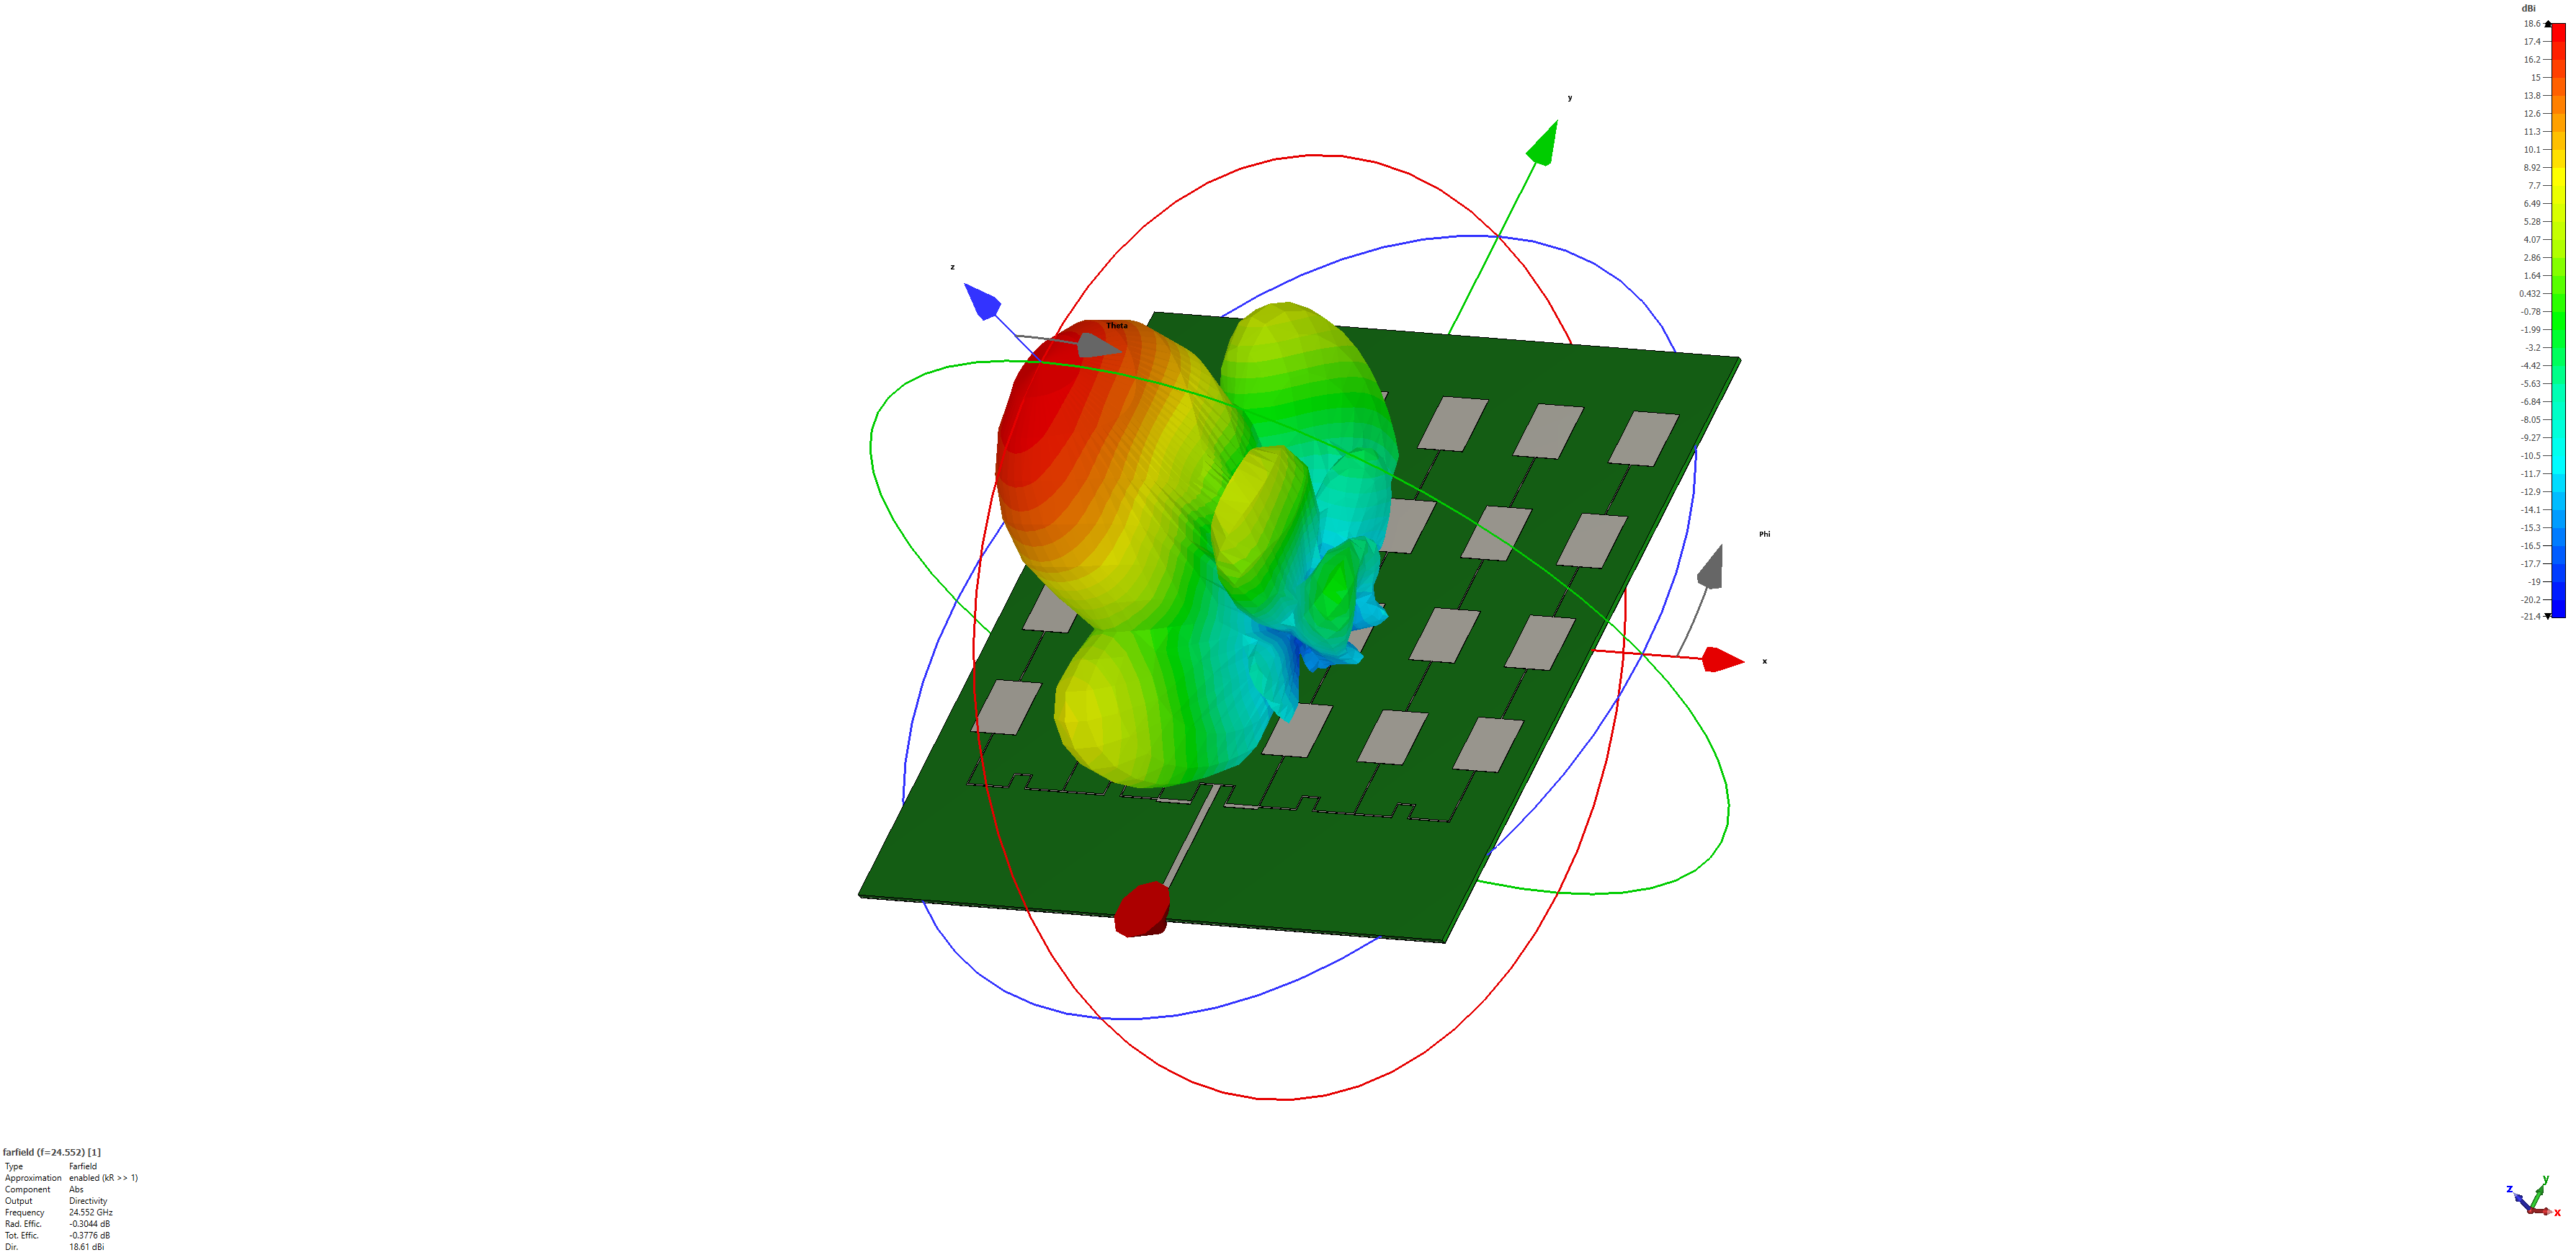 dBi
18.6
17.4
16.2
15
13.8
12.6
11.3
10.1
8.92
7.7
6.49
5.28
4.07
2.86
1.64
0.432
-0.78
-1.99
-3.2
-4.42
-5.63
-6.84
-8.05
-9.27
-10.5
-11.7
-12.9
-14.1
-15.3
-16.5
-17.7
-19
-20.2
-21.4
y
z
Theta
Phi
x
farfield (f=24.552) [1]
Type Farfield
Approximation enabled (kR >> 1)
Component Abs
Output Directivity
Frequency 24.552 GHz
Rad. Effic. -0.3044 dB
Tot. Effic. -0.3776 dB
Dir. 18.61 dBi
y
z
x